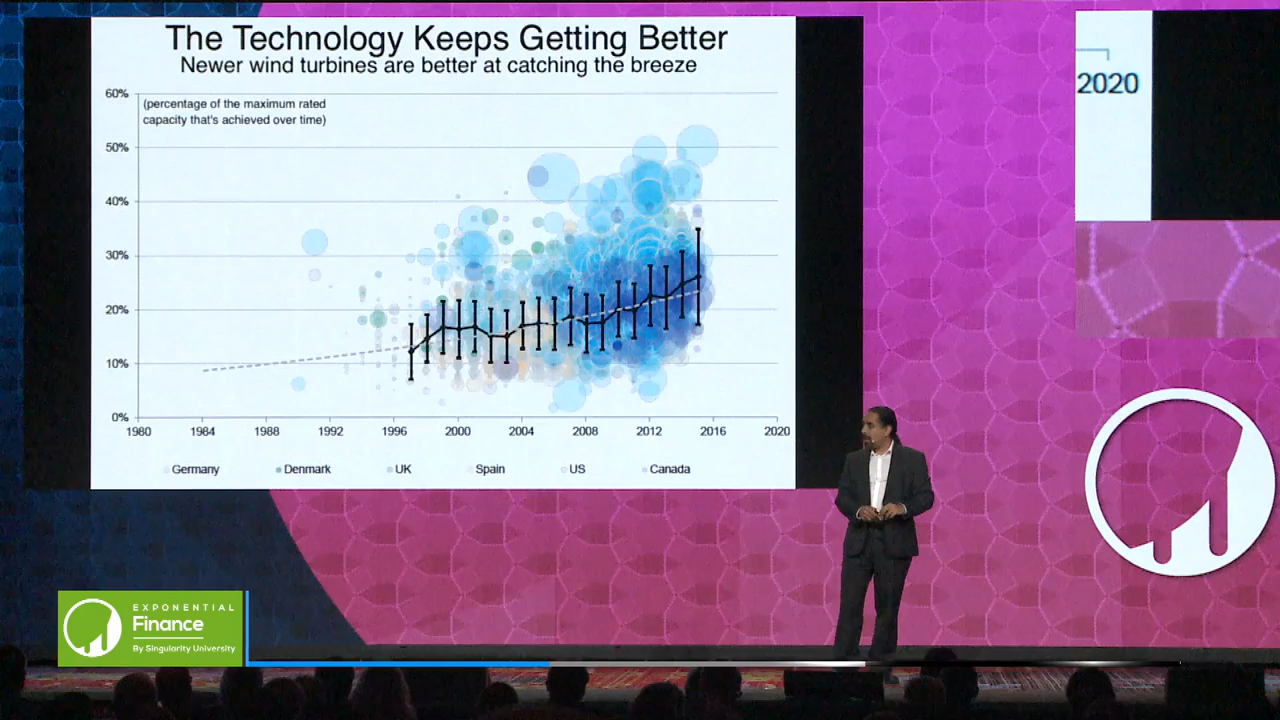 The Technology Keeps Getting Better
Newer wind turbines are better at catching the breeze
60%
(percentage of the maximum rated
capacity that's achieved over time)
50%
40%
30%
20%
10%
0%
1980 1984 1988 1992 1996 2000 2004 2008 2012 2016 2020
Germany Denmark UK Spain US Canada
2020
EXPONENTIAL
Finance
By Singularity University